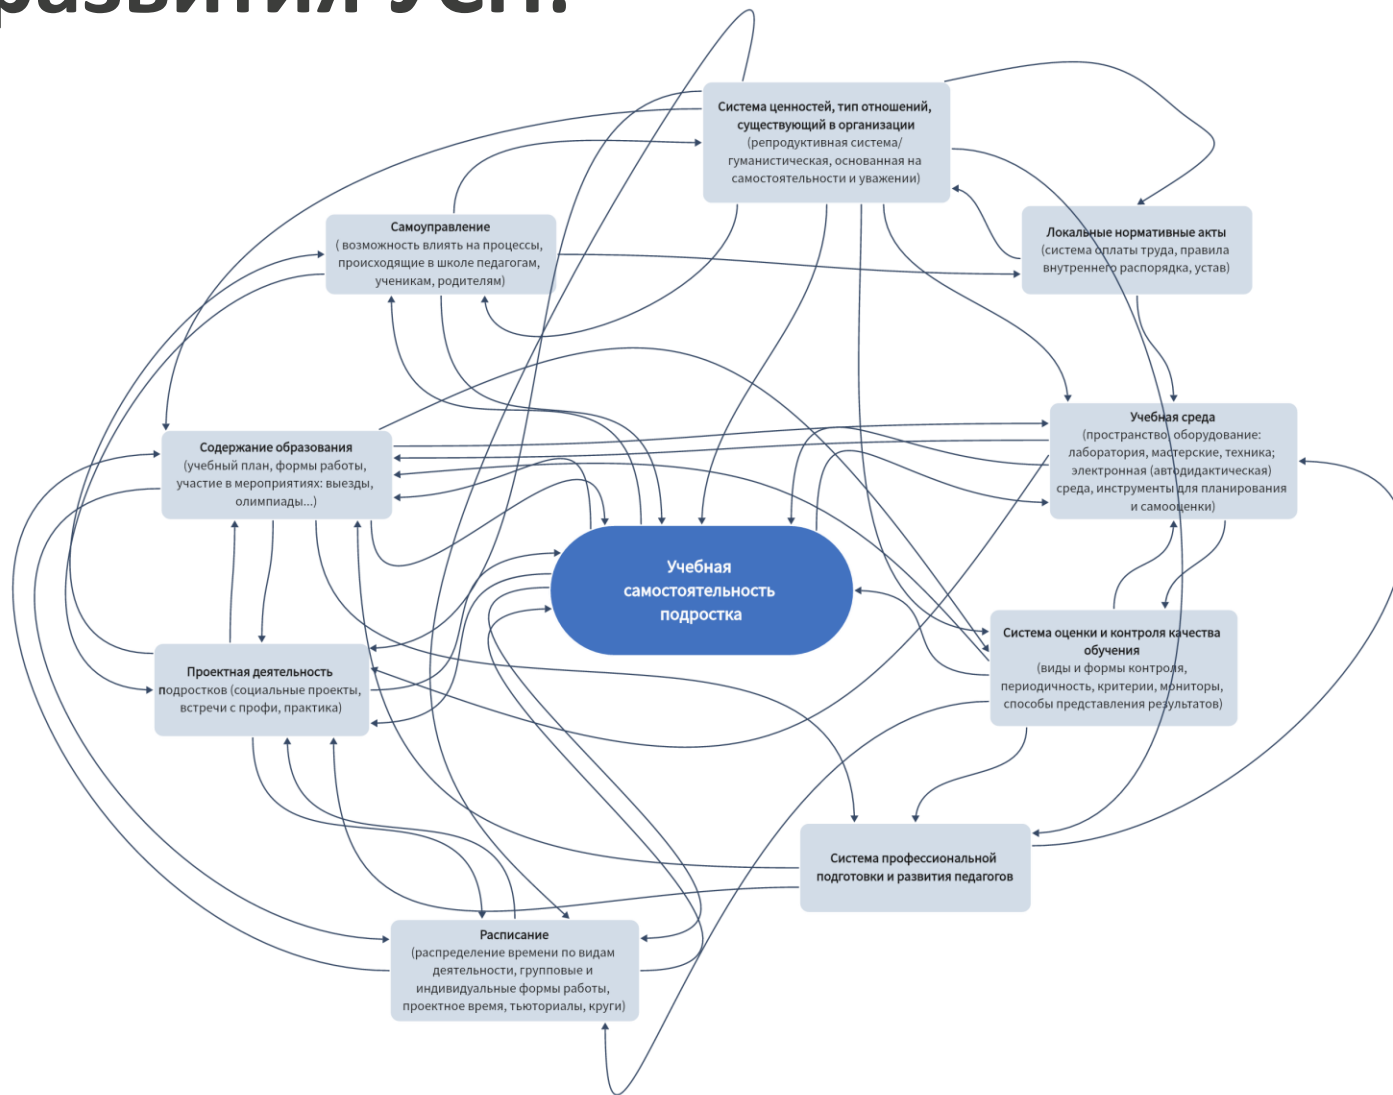 развития
Система ценностей, тип отношений,
существующий в организации
(репродуктивная система/
гуманистическая, основанная на
самостоятельности и уважении)
Самоуправление
( возможность влиять на процессы,
происходящие в школе педагогам,
ученикам, родителям)
Локальные нормативные акты
(система оплаты труда, правила
внутреннего распорядка, устав)
Содержание образования
(учебный план, формы работы,
участие в мероприятиях: выезды,
олимпиады...)
Учебная среда
(пространство, оборудование:
лаборатория, мастерские, техника;
электронная (автодидактическая)
среда, инструменты для планирования
и самооценки)
Учебная
самостоятельность
подростка
Система оценки и контроля качества
обучения
(виды и формы контроля,
периодичность, критерии, мониторы,
способы представления результатов)
Проектная деятельность
подростков (социальные проекты,
встречи с профи, практика)
Система профессиональной
подготовки и развития педагогов
Расписание
(распределение времени по видам
деятельности, групповые и
индивидуальные формы работы,
проектное время, тьюториалы, круги)